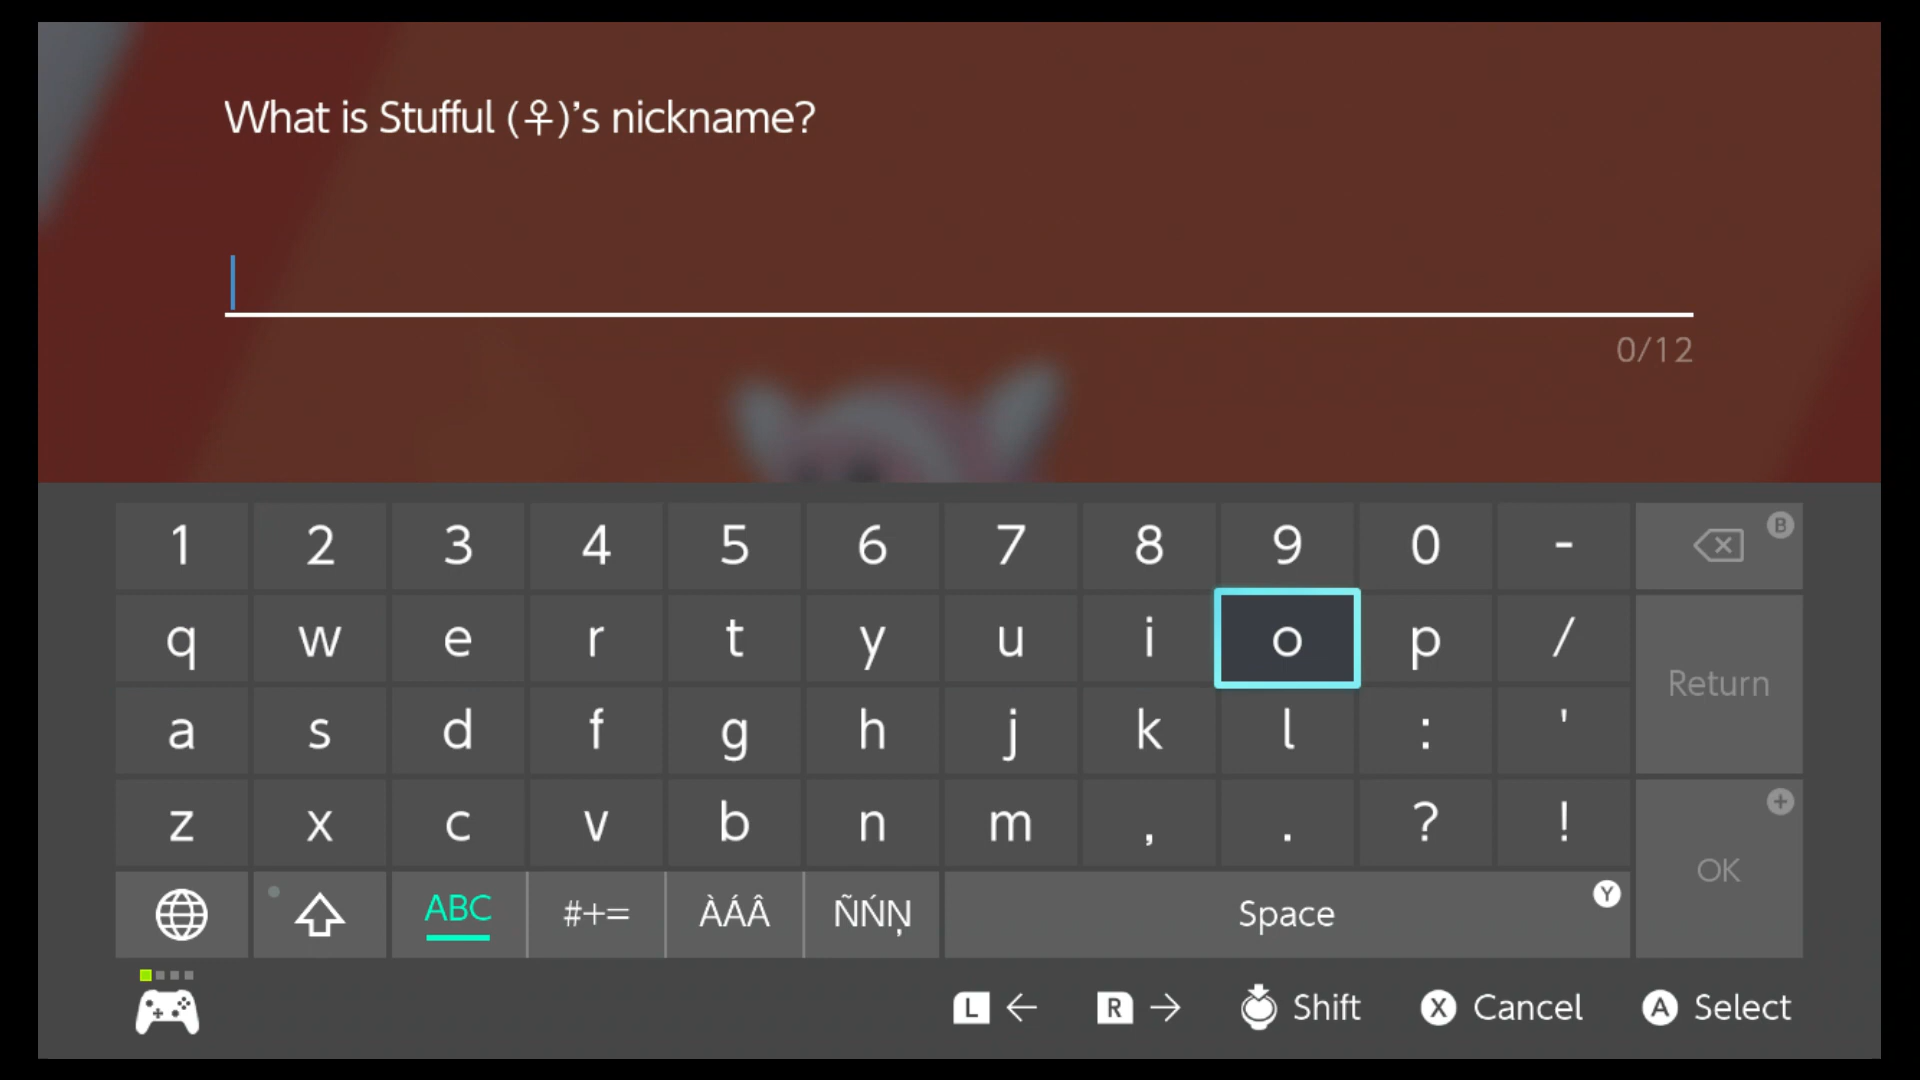 What is Stufful (♀)'s nickname?
0/12
1 2 3 4 5 6 7 8 9 0 - B
q w e r t y u i o p /
Return
a s d f g h j k l : '
z x c v b n m , . ? ! +
OK
ABC #+= ÀÁÂ ÑŃŅ Space Y
L ← R → Shift X Cancel A Select